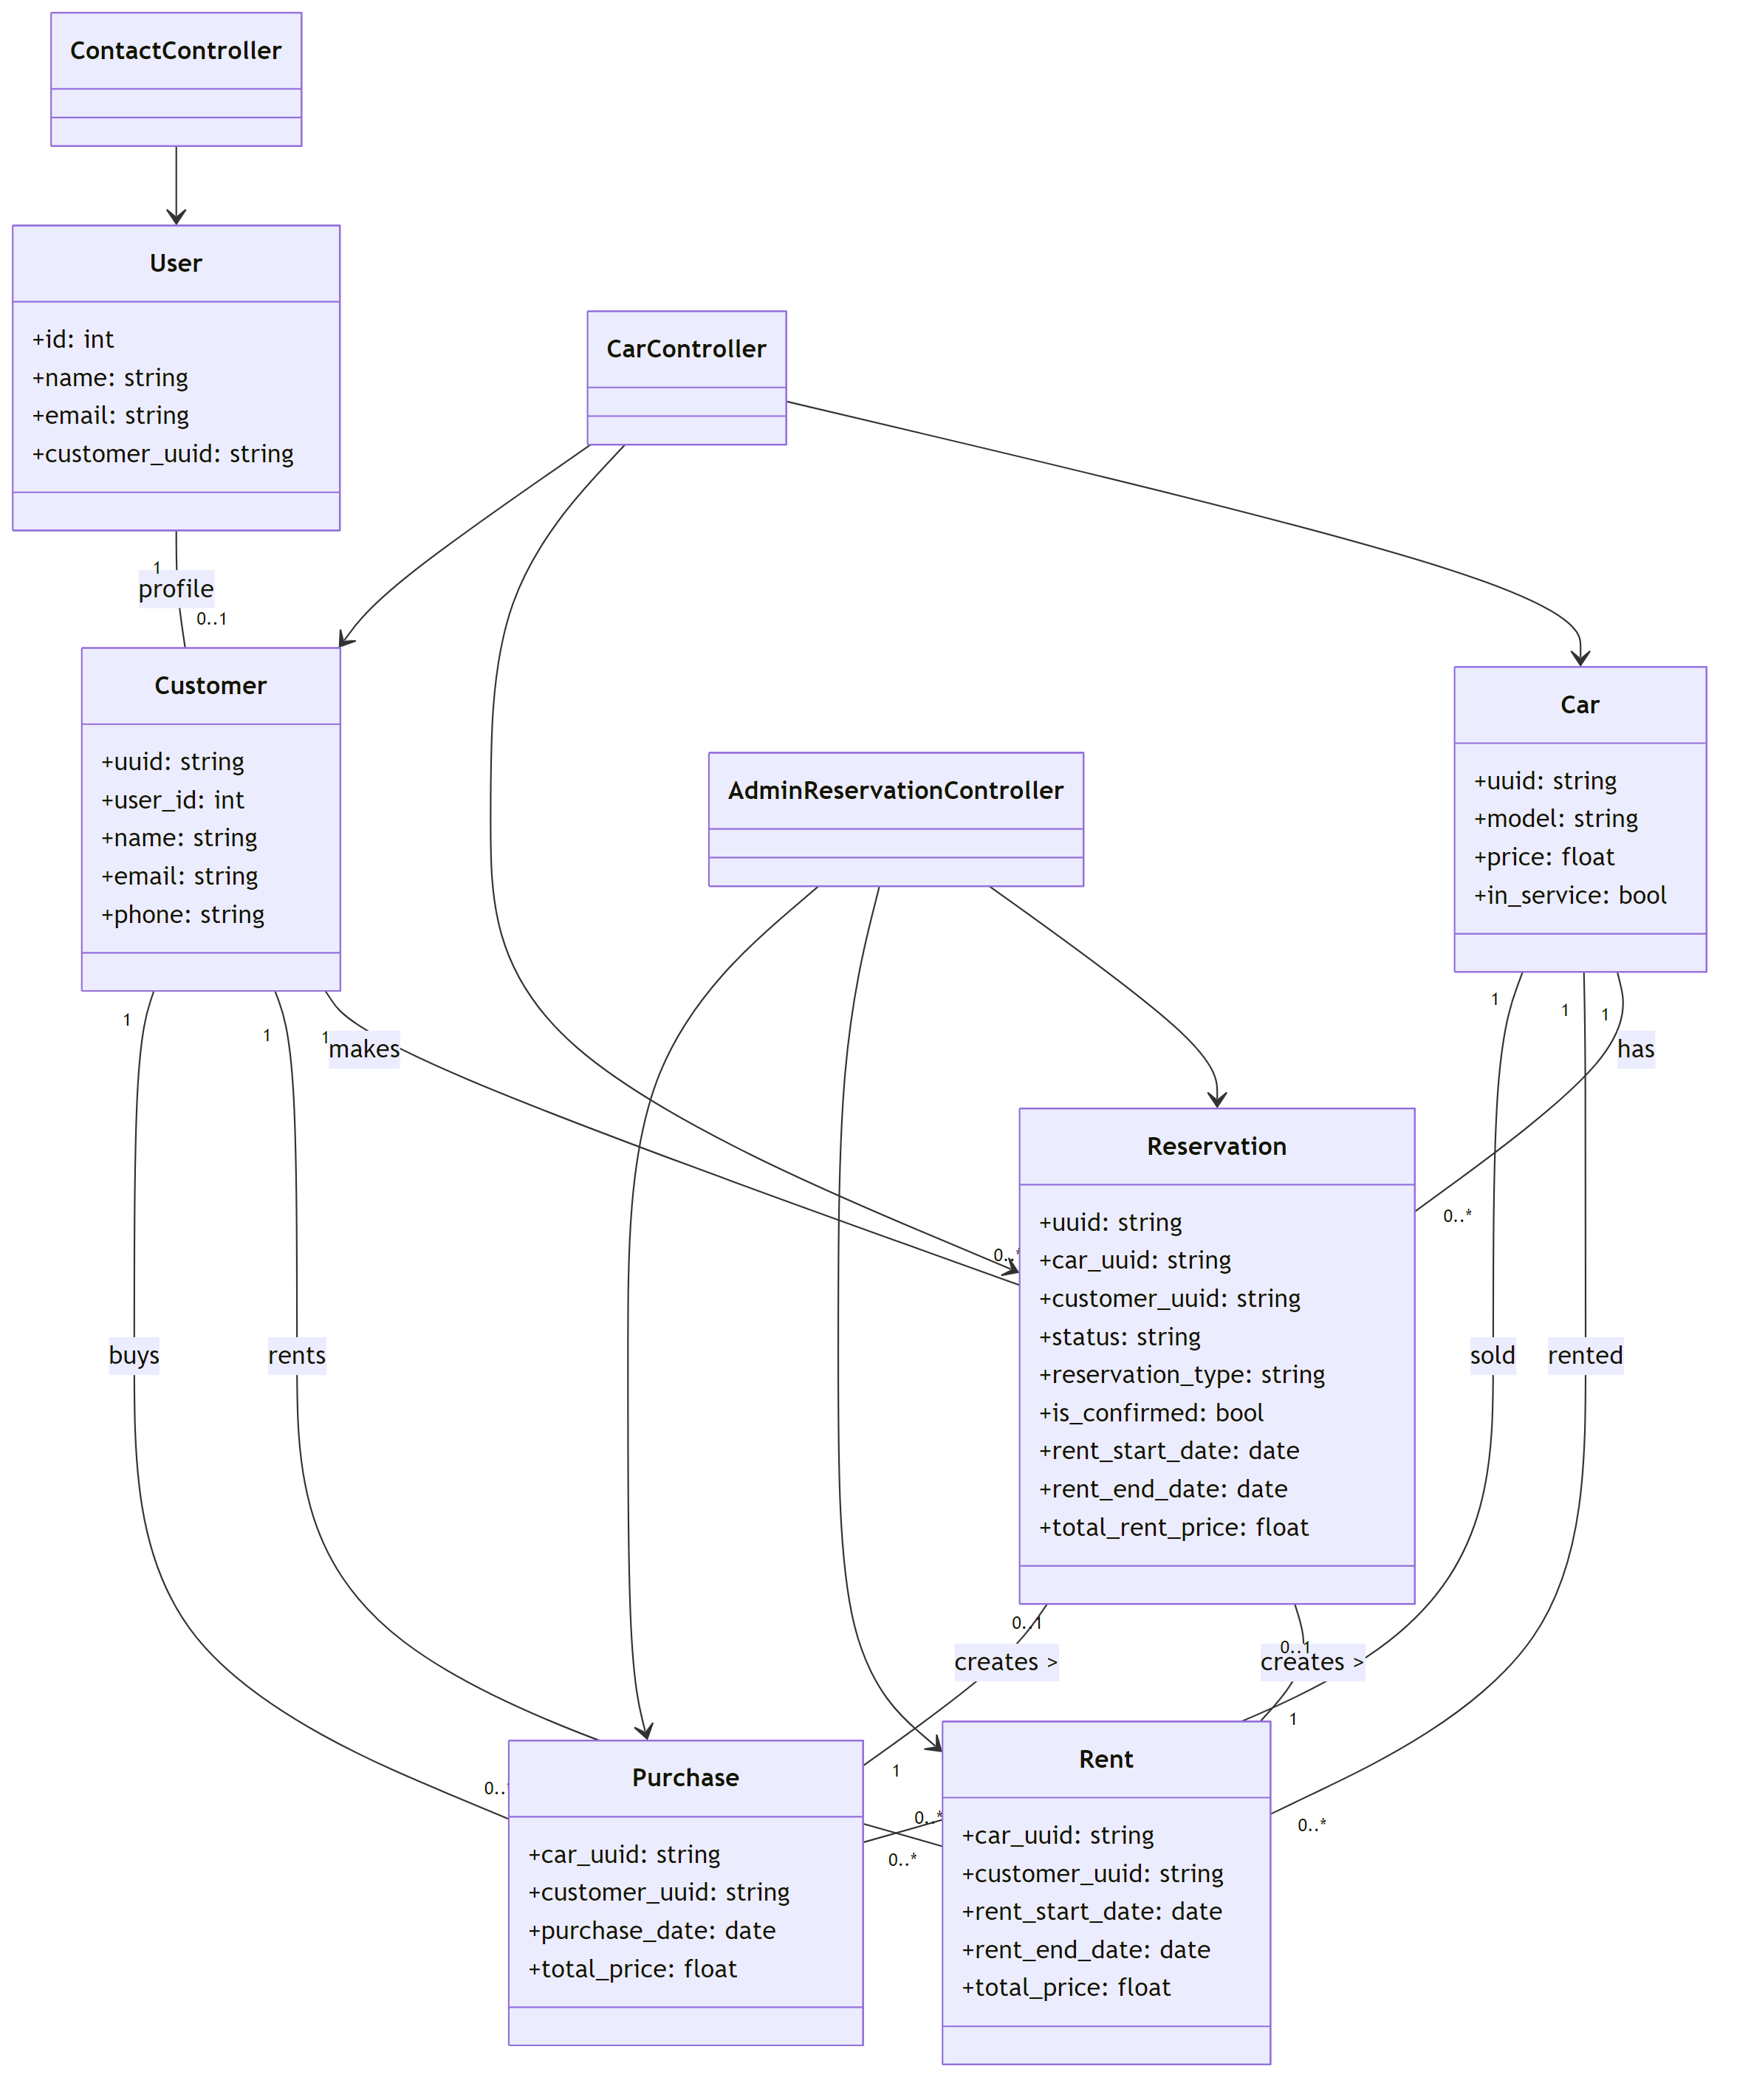 ContactController
User
+id: int
+name: string
+email: string
+customer_uuid: string
CarController
1
profile
0..1
Customer
+uuid: string
+user_id: int
+name: string
+email: string
+phone: string
AdminReservationController
Car
+uuid: string
+model: string
+price: float
+in_service: bool
1
1
1
makes
1
1
1
has
Reservation
+uuid: string
+car_uuid: string
+customer_uuid: string
+status: string
+reservation_type: string
+is_confirmed: bool
+rent_start_date: date
+rent_end_date: date
+total_rent_price: float
0..*
0..*
buys
rents
sold
rented
0..1
creates >
0..1
creates >
1
1
0..*
0..*
0..*
0..*
Purchase
+car_uuid: string
+customer_uuid: string
+purchase_date: date
+total_price: float
Rent
+car_uuid: string
+customer_uuid: string
+rent_start_date: date
+rent_end_date: date
+total_price: float